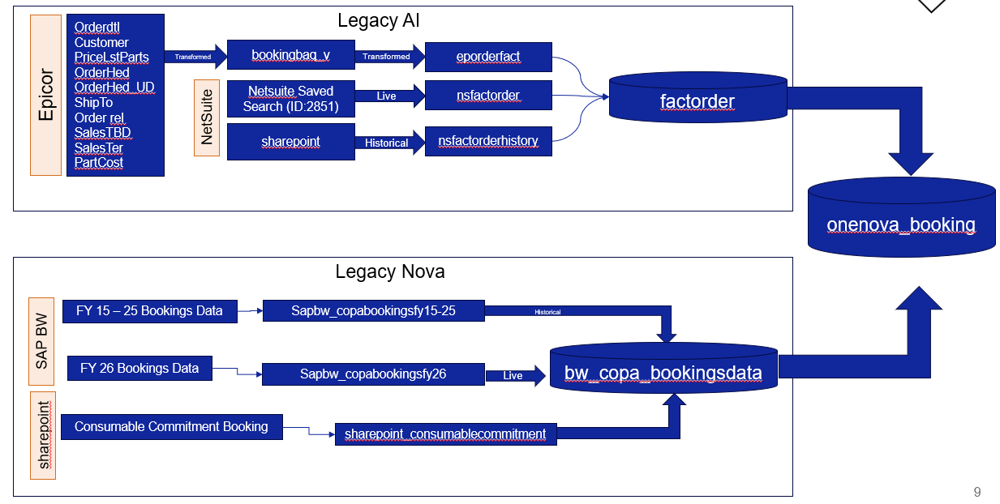 Legacy AI
Epicor
Orderdtl
Customer
PriceLstParts
OrderHed
OrderHed_UD
ShipTo
Order rel
SalesTBD
SalesTer
PartCost
Transformed
bookingbaq_v
Transformed
eporderfact
NetSuite
Netsuite Saved
Search (ID:2851)
Live
nsfactorder
sharepoint
Historical
nsfactorderhistory
factorder
onenova_booking
Legacy Nova
SAP BW
FY 15 – 25 Bookings Data
Sapbw_copabookingsfy15-25
Historical
FY 26 Bookings Data
Sapbw_copabookingsfy26
Live
bw_copa_bookingsdata
sharepoint
Consumable Commitment Booking
sharepoint_consumablecommitment
9